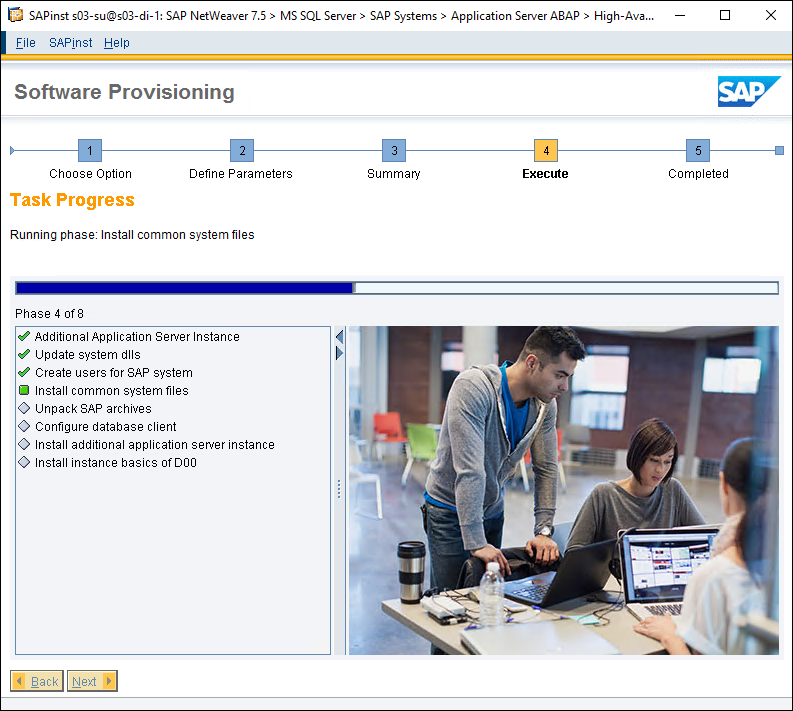 SAPinst s03-su@s03-di-1: SAP NetWeaver 7.5 > MS SQL Server > SAP Systems > Application Server ABAP > High-Ava...
File SAPinst Help
Software Provisioning
SAP
1 2 3 4 5
Choose Option Define Parameters Summary Execute Completed
Task Progress
Running phase: Install common system files
Phase 4 of 8
Additional Application Server Instance
Update system dlls
Create users for SAP system
Install common system files
Unpack SAP archives
Configure database client
Install additional application server instance
Install instance basics of D00
Back Next